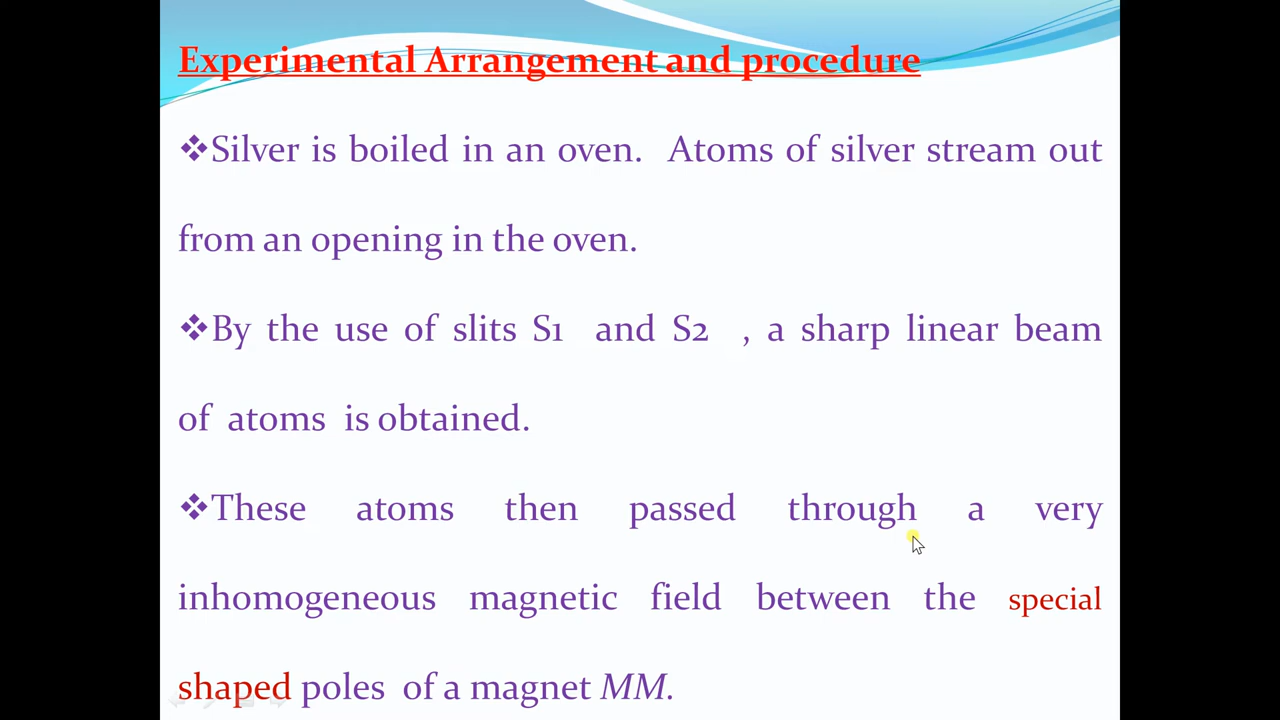 Experimental Arrangement and procedure
❖Silver is boiled in an oven. Atoms of silver stream out
from an opening in the oven.
❖By the use of slits S1 and S2 , a sharp linear beam
of atoms is obtained.
❖These atoms then passed through a very
inhomogeneous magnetic field between the special
shaped poles of a magnet MM.